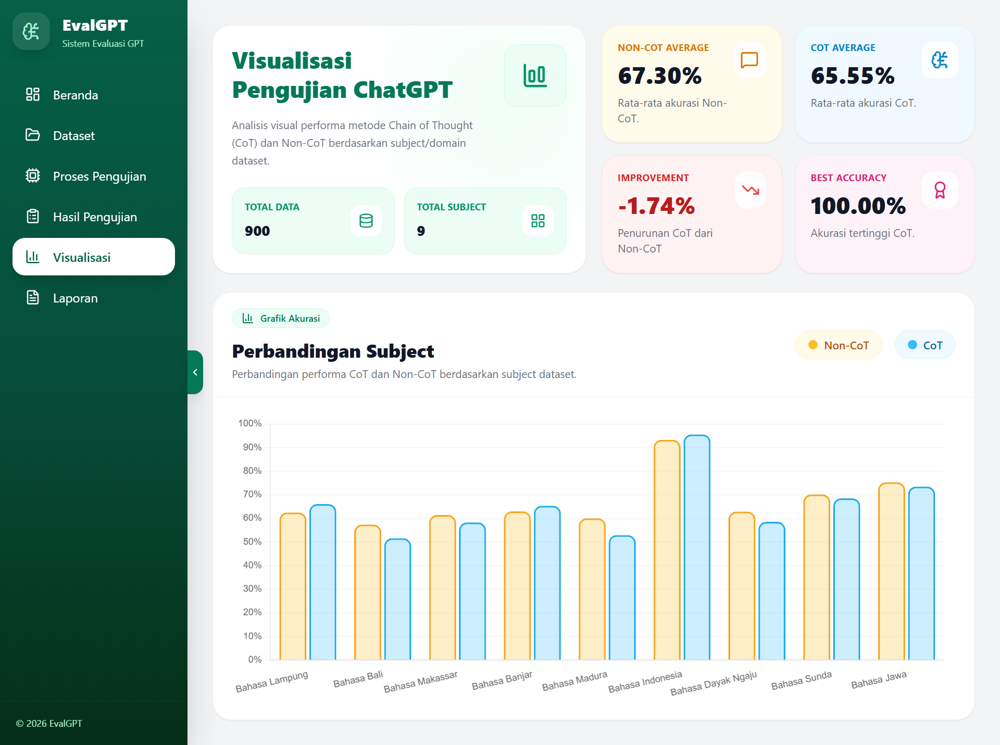 EvalGPT
Sistem Evaluasi GPT
Beranda
Dataset
Proses Pengujian
Hasil Pengujian
Visualisasi
Laporan
© 2026 EvalGPT
Visualisasi
Pengujian ChatGPT
Analisis visual performa metode Chain of Thought
(CoT) dan Non-CoT berdasarkan subject/domain
dataset.
TOTAL DATA
900
TOTAL SUBJECT
9
NON-COT AVERAGE
67.30%
Rata-rata akurasi Non-
CoT.
COT AVERAGE
65.55%
Rata-rata akurasi CoT.
IMPROVEMENT
-1.74%
Penurunan CoT dari
Non-CoT
BEST ACCURACY
100.00%
Akurasi tertinggi CoT.
Grafik Akurasi
Perbandingan Subject
Perbandingan performa CoT dan Non-CoT berdasarkan subject dataset.
Non-CoT
CoT
100%
90%
80%
70%
60%
50%
40%
30%
20%
10%
0%
Bahasa Lampung
Bahasa Bali
Bahasa Makassar
Bahasa Banjar
Bahasa Madura
Bahasa Indonesia
Bahasa Dayak Ngaju
Bahasa Sunda
Bahasa Jawa